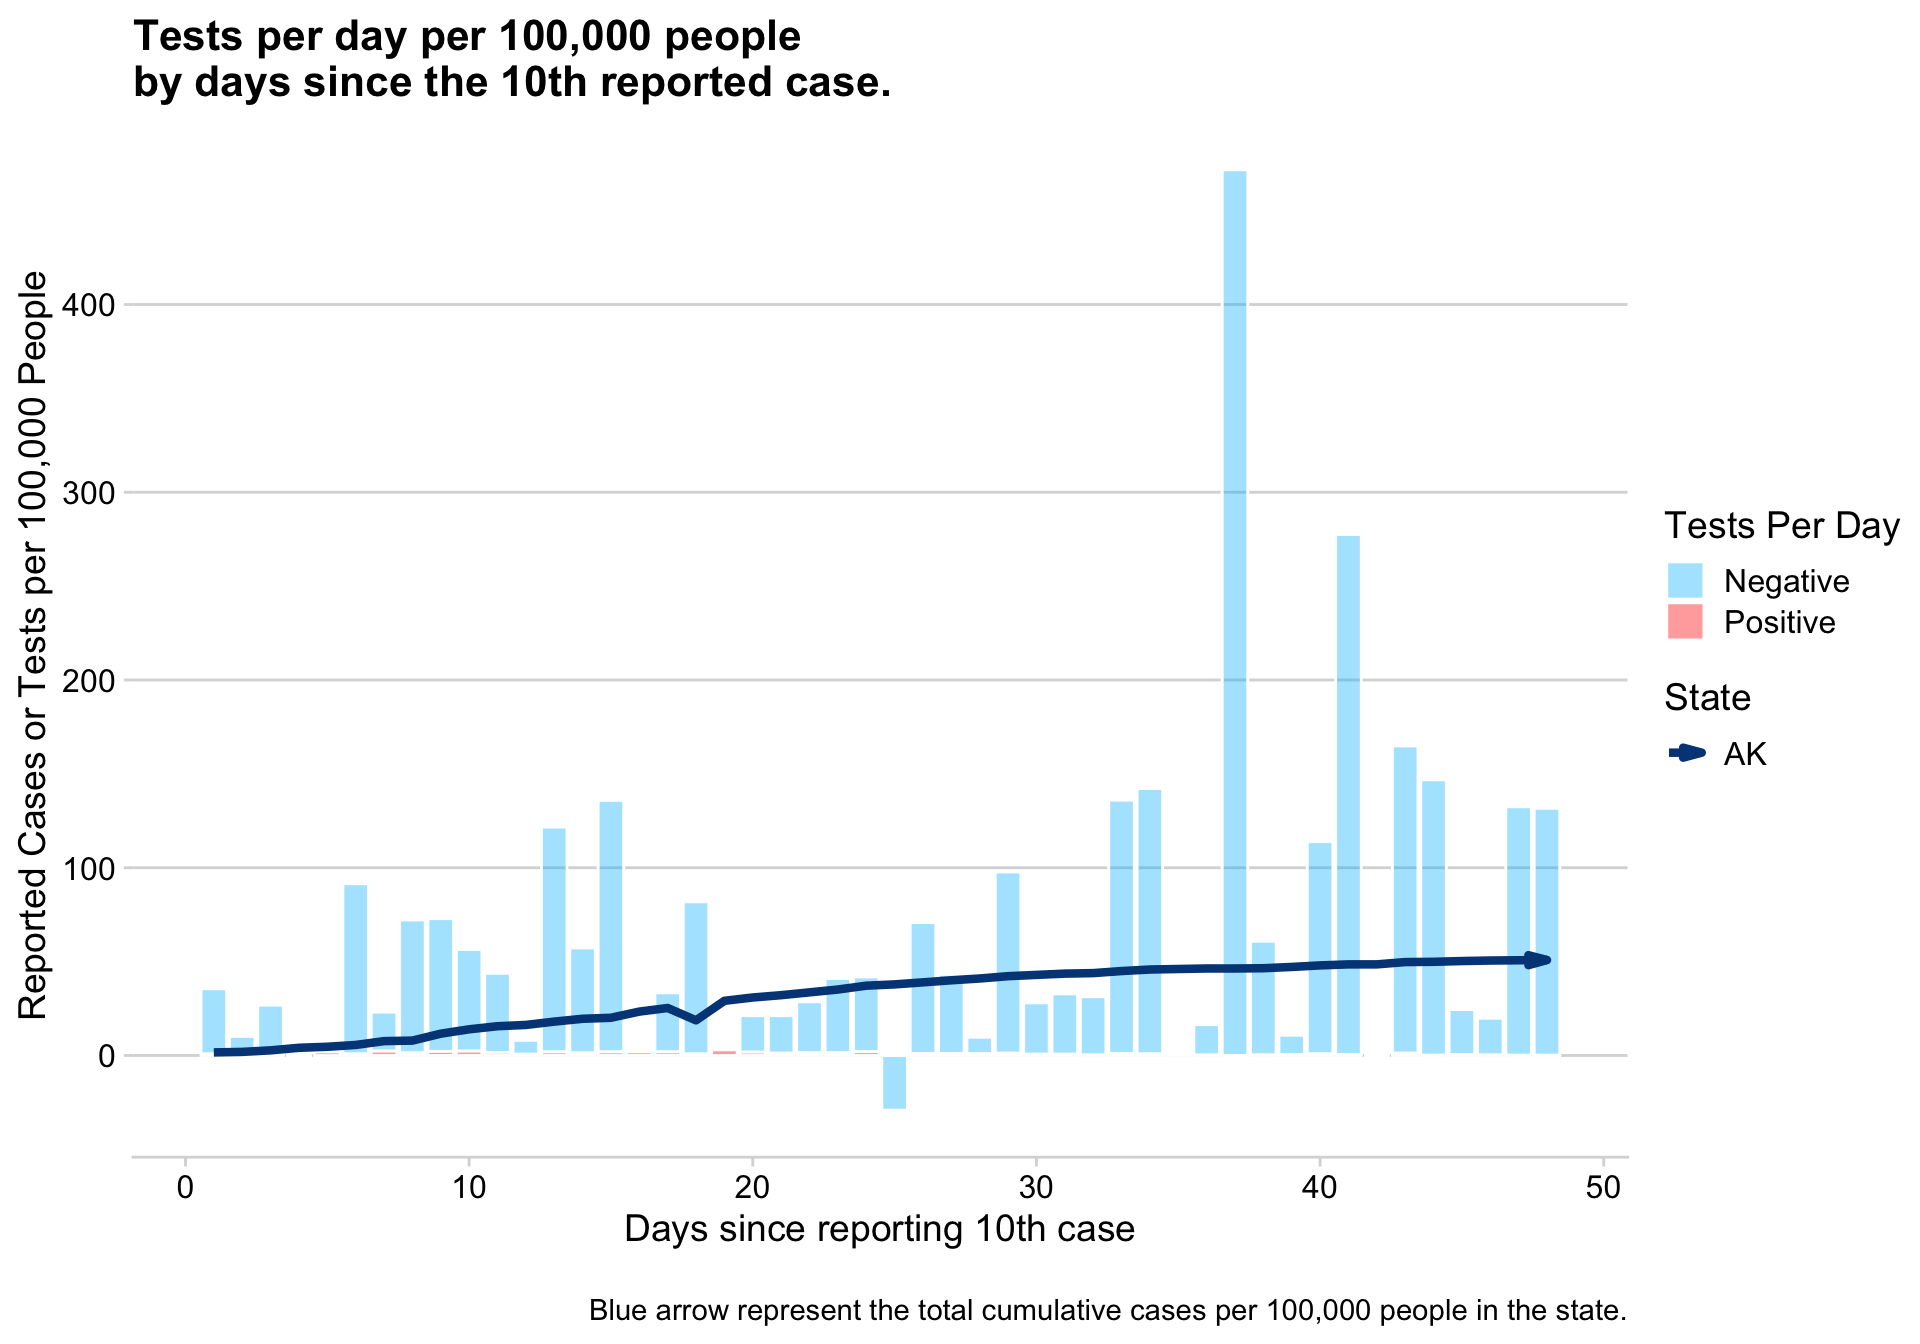 Tests per day per 100,000 people
by days since the 10th reported case.
Reported Cases or Tests per 100,000 People
400
300
200
100
0
0 10 20 30 40 50
Days since reporting 10th case
Tests Per Day
Negative
Positive
State
AK
Blue arrow represent the total cumulative cases per 100,000 people in the state.